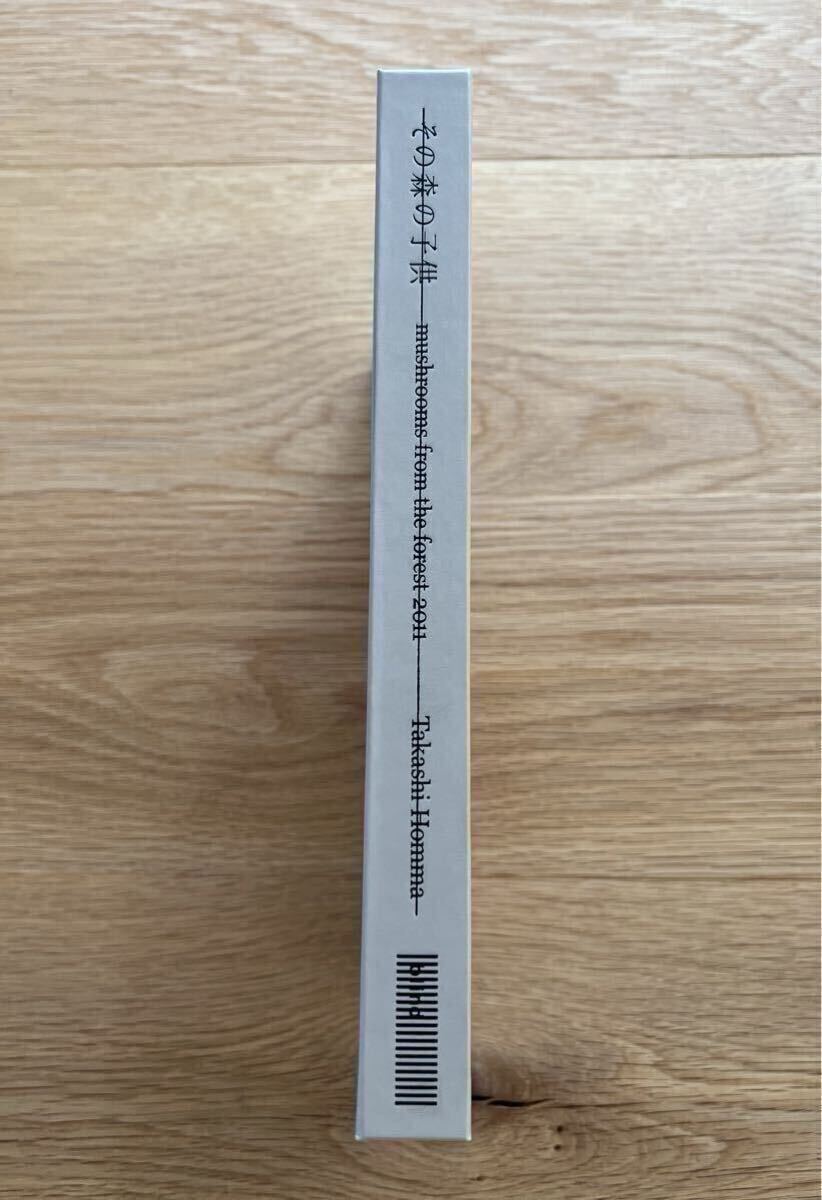 その森の子供 mushrooms from the forest 2011 Takashi Homma
blind